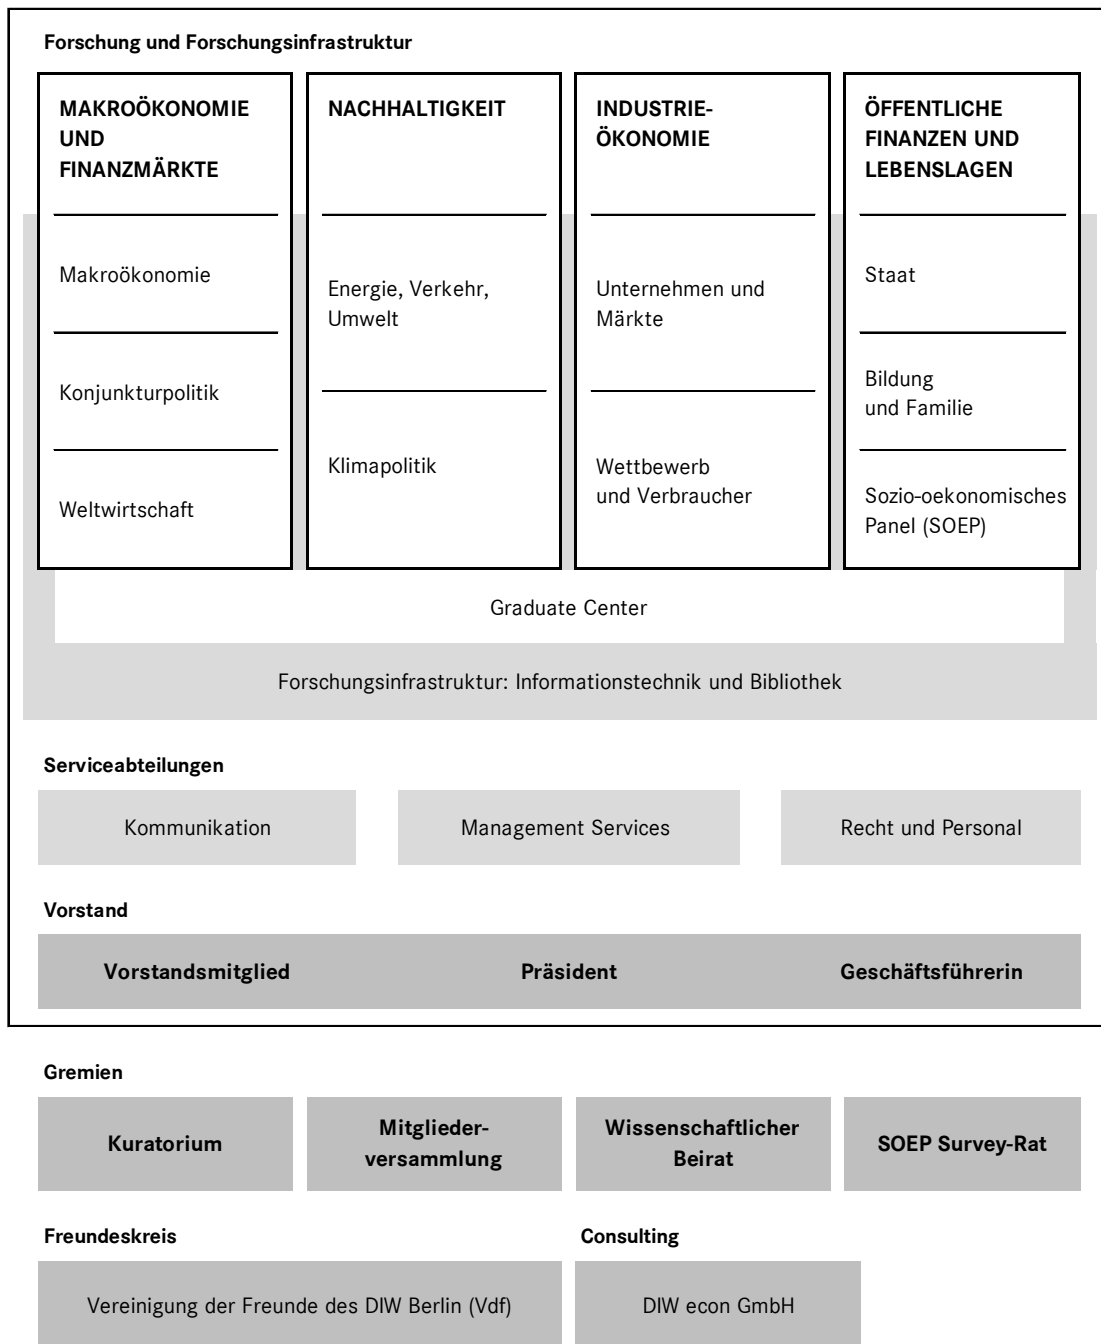 Forschung und Forschungsinfrastruktur
MAKROÖKONOMIE
UND
FINANZMÄRKTE
Makroökonomie
Konjunkturpolitik
Weltwirtschaft
NACHHALTIGKEIT
Energie, Verkehr,
Umwelt
Klimapolitik
INDUSTRIE-
ÖKONOMIE
Unternehmen und
Märkte
Wettbewerb
und Verbraucher
ÖFFENTLICHE
FINANZEN UND
LEBENSLAGEN
Staat
Bildung
und Familie
Sozio-oekonomisches
Panel (SOEP)
Graduate Center
Forschungsinfrastruktur: Informationstechnik und Bibliothek
Serviceabteilungen
Kommunikation
Management Services
Recht und Personal
Vorstand
Vorstandsmitglied
Präsident
Geschäftsführerin
Gremien
Kuratorium
Mitglieder-
versammlung
Wissenschaftlicher
Beirat
SOEP Survey-Rat
Freundeskreis
Vereinigung der Freunde des DIW Berlin (Vdf)
Consulting
DIW econ GmbH